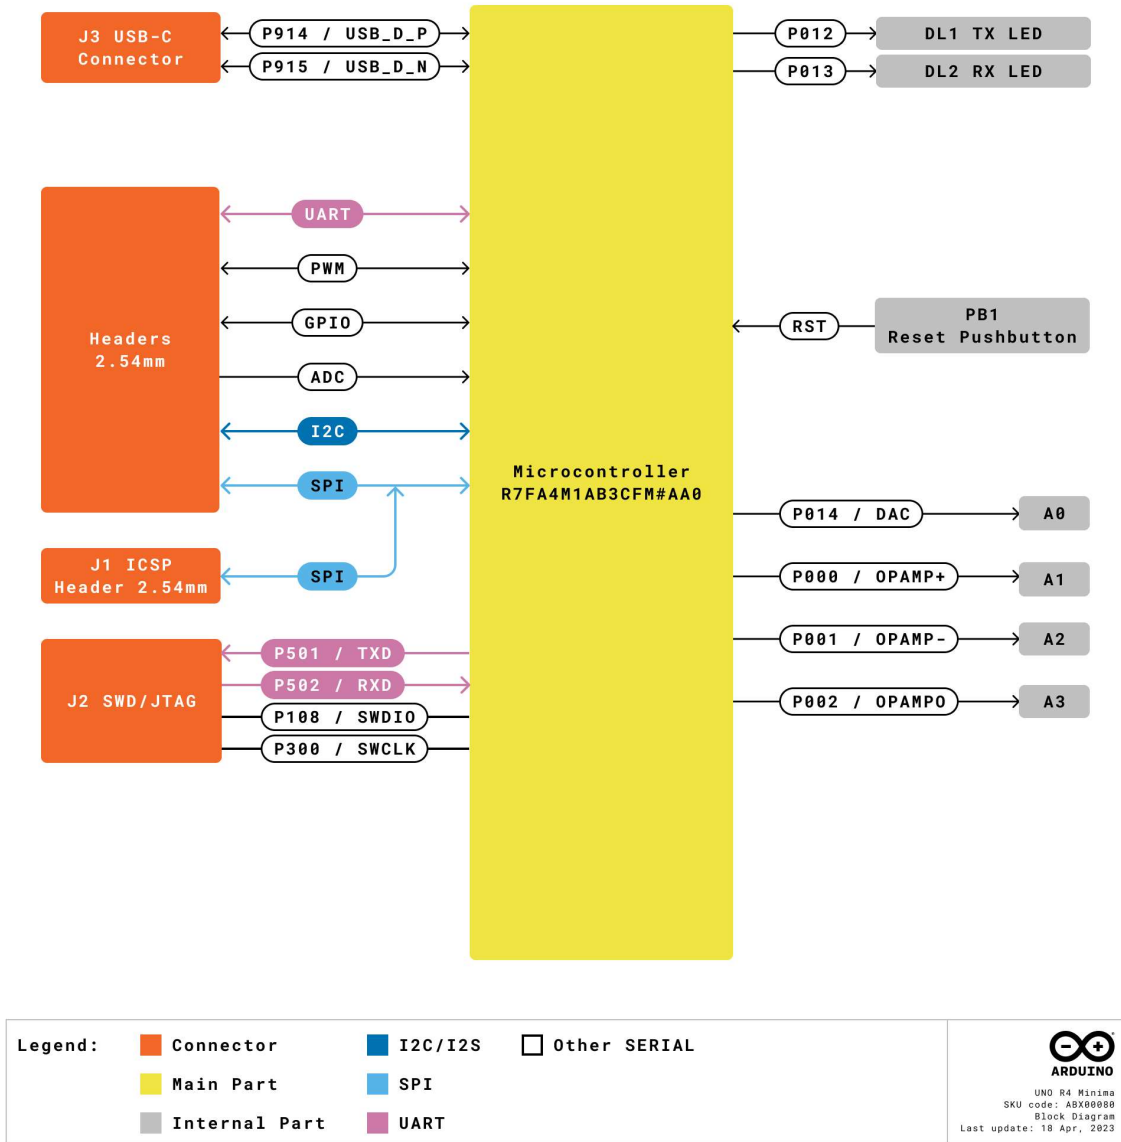 J3 USB-C
Connector
P914 / USB_D_P
P915 / USB_D_N
P012
DL1 TX LED
P013
DL2 RX LED
Headers
2.54mm
UART
PWM
GPIO
ADC
I2C
SPI
RST
PB1
Reset Pushbutton
Microcontroller
R7FA4M1AB3CFM#AA0
J1 ICSP
Header 2.54mm
SPI
P014 / DAC
A0
P000 / OPAMP+
A1
P001 / OPAMP-
A2
P002 / OPAMPO
A3
J2 SWD/JTAG
P501 / TXD
P502 / RXD
P108 / SWDIO
P300 / SWCLK
Legend:
Connector
Main Part
Internal Part
I2C/I2S
SPI
UART
Other SERIAL
ARDUINO
UNO R4 Minima
SKU code: ABX00080
Block Diagram
Last update: 18 Apr, 2023